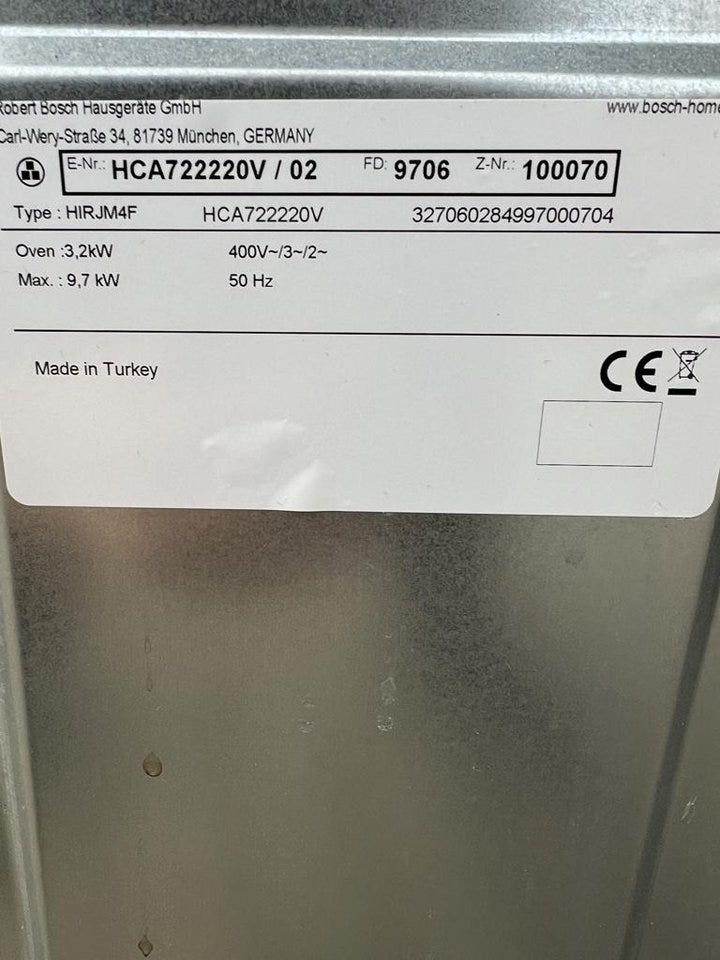 Robert Bosch Hausgeräte GmbH www.bosch-home
Carl-Wery-Straße 34, 81739 München, GERMANY
E-Nr.: HCA722220V / 02 FD: 9706 Z-Nr.: 100070
Type : HIRJM4F HCA722220V 327060284997000704
Oven :3,2kW 400V~/3~/2~
Max. : 9,7 kW 50 Hz
Made in Turkey
CE